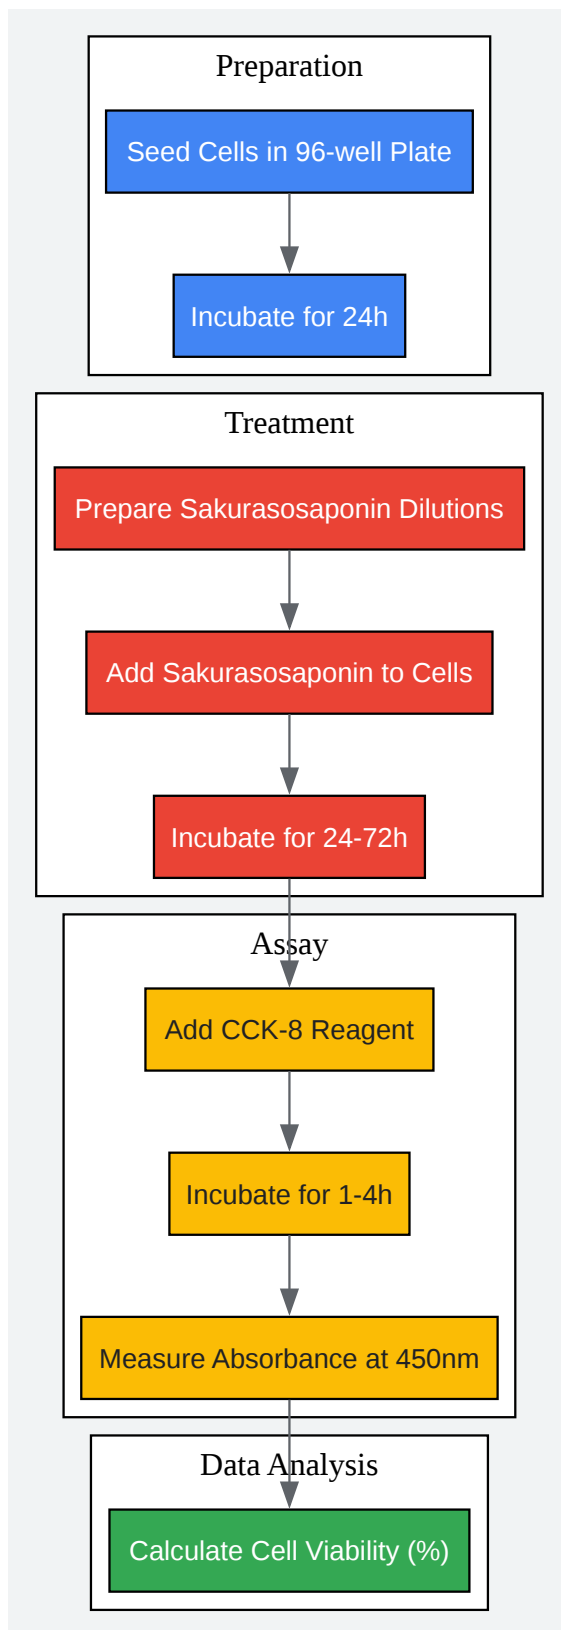 Preparation
Seed Cells in 96-well Plate
Incubate for 24h
Treatment
Prepare Sakurasosaponin Dilutions
Add Sakurasosaponin to Cells
Incubate for 24-72h
Assay
Add CCK-8 Reagent
Incubate for 1-4h
Measure Absorbance at 450nm
Data Analysis
Calculate Cell Viability (%)